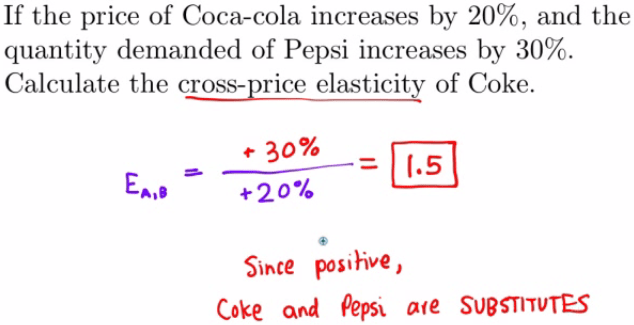 If the price of Coca-cola increases by 20%, and the
quantity demanded of Pepsi increases by 30%.
Calculate the cross-price elasticity of Coke.
E_{A,B} = +30% / +20% = 1.5
Since positive,
Coke and Pepsi are SUBSTITUTES